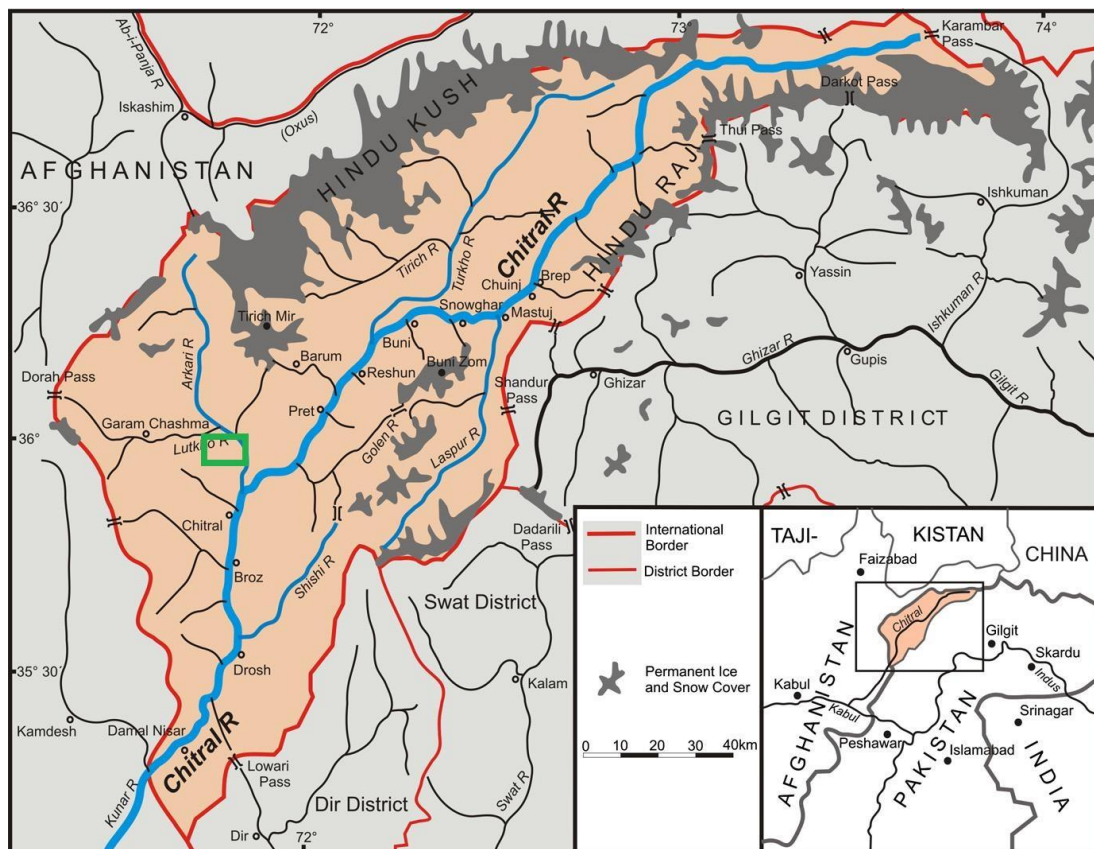 72°
73°
74°
Karambar
Pass
Ab-i-Panja R
Iskashim
(Oxus)
HINDU KUSH
Darkot Pass
Thui Pass
AFGHANISTAN
HINDU RAJ
Ishkuman
36° 30´
Chitral R
Tirich R
Turkho R
Brep
Chuinj
Yassin
Snowghar
Mastuj
Ishkuman R
Tirich Mir
Arkari R
Buni
Ghizar R
Barum
Reshun
Buni Zom
Gupis
Dorah Pass
Shandur
Pass
Ghizar
Gilgit R
Pret
Garam Chashma
GILGIT DISTRICT
36°
Golen R
Laspur R
Chitral
Dadarili
Pass
Broz
Shishi R
Swat District
35° 30´
Drosh
Kalam
Kamdesh
Damal Nisar
Chitral R
Lowari
Pass
Kunar R
Dir District
Swat R
Dir
72°
International
Border
District Border
Permanent Ice
and Snow Cover
0 10 20 30 40km
TAJI-
KISTAN
CHINA
Faizabad
Chitral
Gilgit
Skardu
Indus
Kabul
Kabul
Srinagar
Peshawar
Islamabad
AFGHANISTAN
PAKISTAN
INDIA